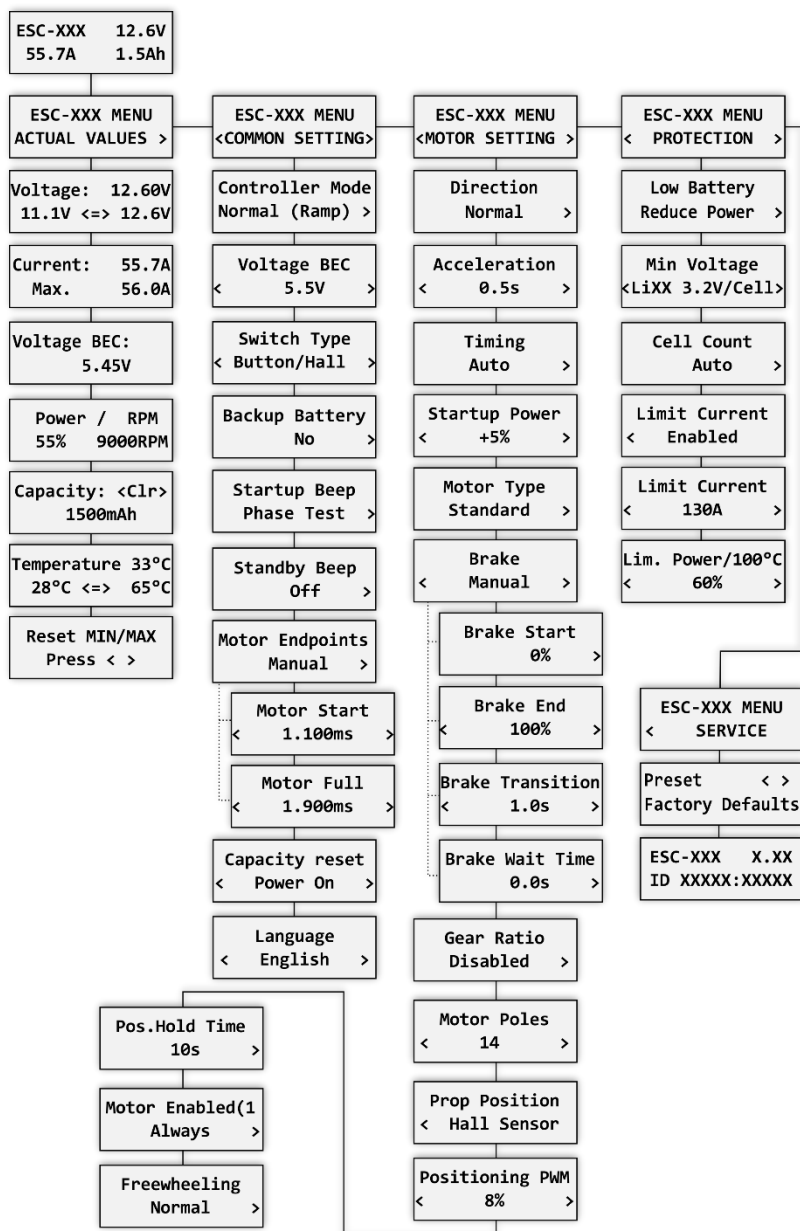 ESC-XXX 12.6V
55.7A 1.5Ah
ESC-XXX MENU
ACTUAL VALUES >
Voltage: 12.60V
11.1V <=> 12.6V
Current: 55.7A
Max. 56.0A
Voltage BEC:
5.45V
Power / RPM
55% 9000RPM
Capacity: <Clr>
1500mAh
Temperature 33°C
28°C <=> 65°C
Reset MIN/MAX
Press < >
ESC-XXX MENU
<COMMON SETTING>
Controller Mode
Normal (Ramp) >
Voltage BEC
< 5.5V >
Switch Type
< Button/Hall >
Backup Battery
No >
Startup Beep
Phase Test >
Standby Beep
Off >
Motor Endpoints
Manual >
Motor Start
< 1.100ms >
Motor Full
< 1.900ms >
Capacity reset
< Power On >
Language
< English >
ESC-XXX MENU
<MOTOR SETTING >
Direction
Normal >
Acceleration
< 0.5s >
Timing
Auto >
Startup Power
< +5% >
Motor Type
Standard >
Brake
< Manual >
Brake Start
0% >
Brake End
< 100% >
Brake Transition
< 1.0s >
Brake Wait Time
0.0s >
Gear Ratio
Disabled >
Motor Poles
< 14 >
Prop Position
< Hall Sensor
Positioning PWM
< 8% >
Pos.Hold Time
10s >
Motor Enabled(1
Always >
Freewheeling
Normal >
ESC-XXX MENU
< PROTECTION >
Low Battery
Reduce Power >
Min Voltage
<LiXX 3.2V/Cell>
Cell Count
Auto >
Limit Current
< Enabled
Limit Current
< 130A >
Lim. Power/100°C
< 60% >
ESC-XXX MENU
< SERVICE
Preset < >
Factory Defaults
ESC-XXX X.XX
ID XXXXX:XXXXX